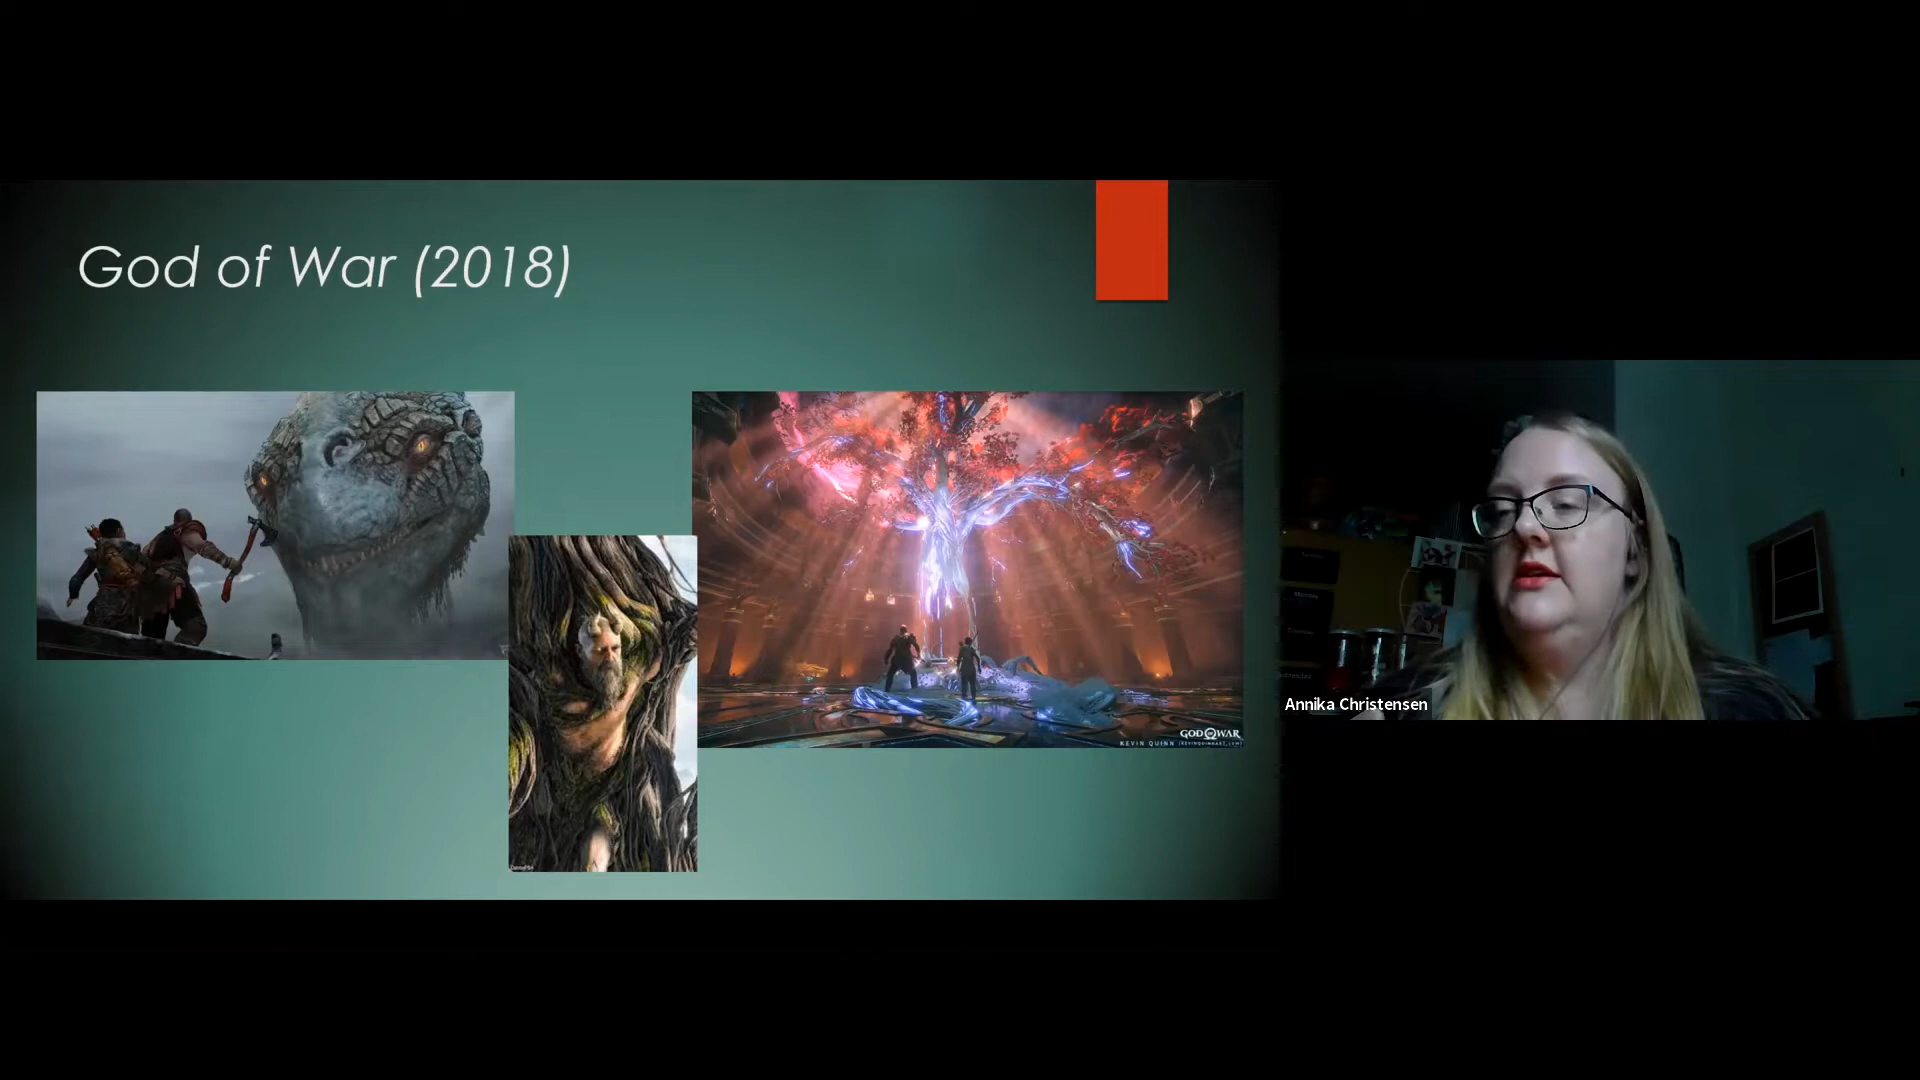 God of War (2018)
GOD OF WAR
KEVIN QUINN
Annika Christensen